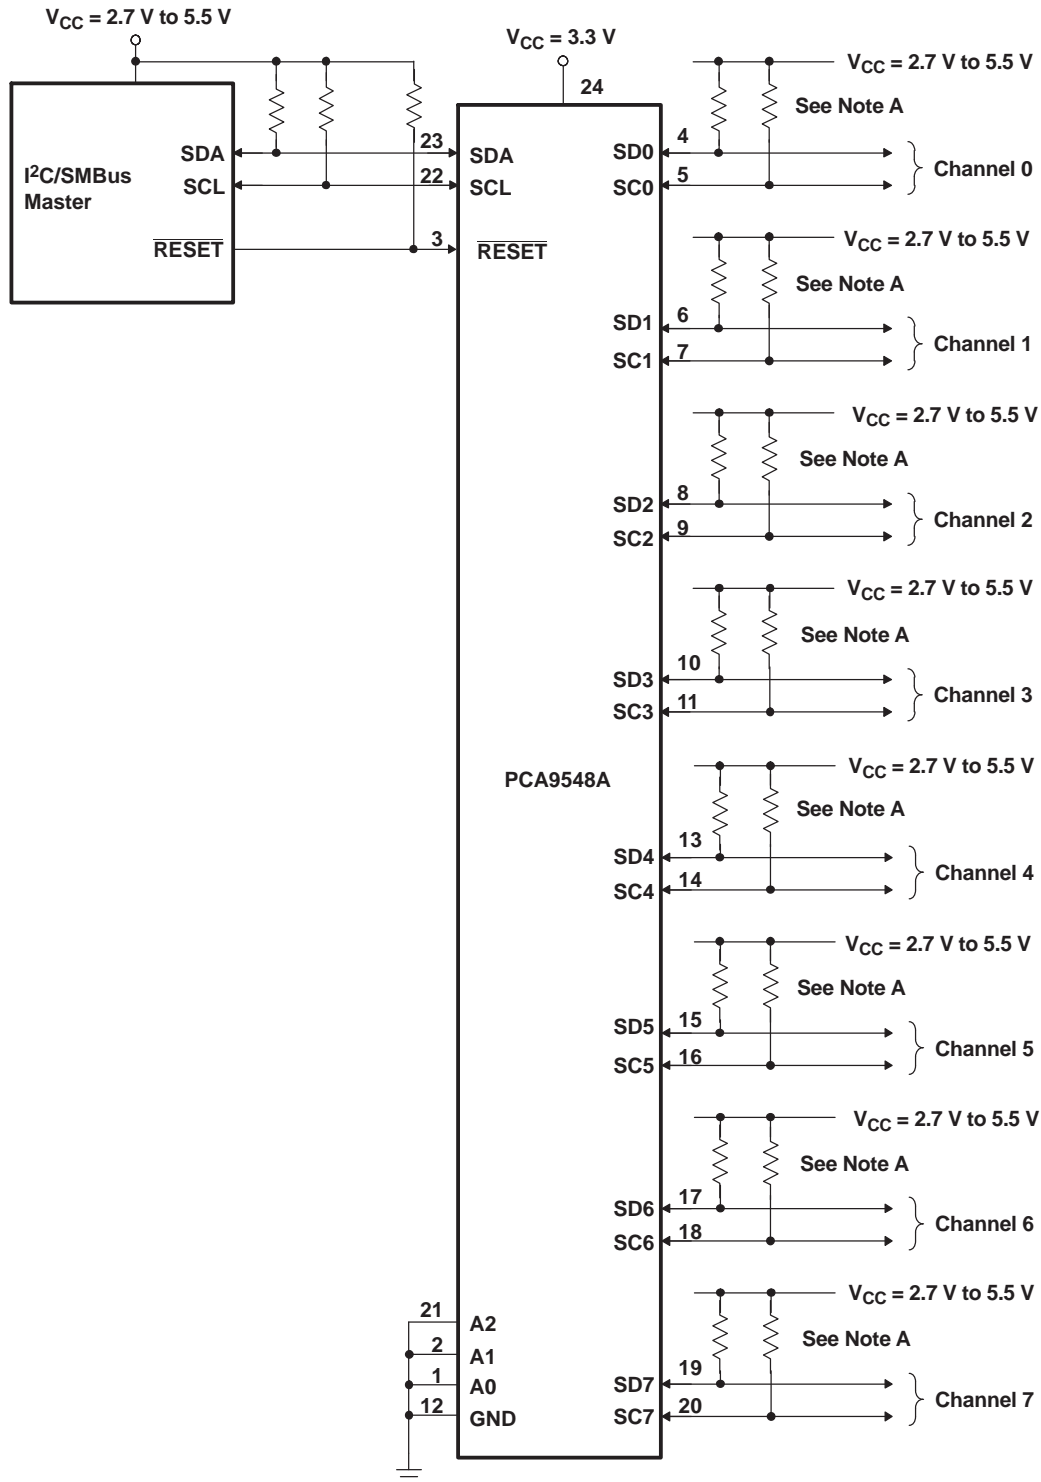 VCC = 2.7 V to 5.5 V
VCC = 3.3 V
24
I2C/SMBus
Master
SDA
SCL
RESET
23
22
3
SDA
SCL
RESET
PCA9548A
21
2
1
12
A2
A1
A0
GND
VCC = 2.7 V to 5.5 V
See Note A
SD0 4
SC0 5
Channel 0
VCC = 2.7 V to 5.5 V
See Note A
SD1 6
SC1 7
Channel 1
VCC = 2.7 V to 5.5 V
See Note A
SD2 8
SC2 9
Channel 2
VCC = 2.7 V to 5.5 V
See Note A
SD3 10
SC3 11
Channel 3
VCC = 2.7 V to 5.5 V
See Note A
SD4 13
SC4 14
Channel 4
VCC = 2.7 V to 5.5 V
See Note A
SD5 15
SC5 16
Channel 5
VCC = 2.7 V to 5.5 V
See Note A
SD6 17
SC6 18
Channel 6
VCC = 2.7 V to 5.5 V
See Note A
SD7 19
SC7 20
Channel 7